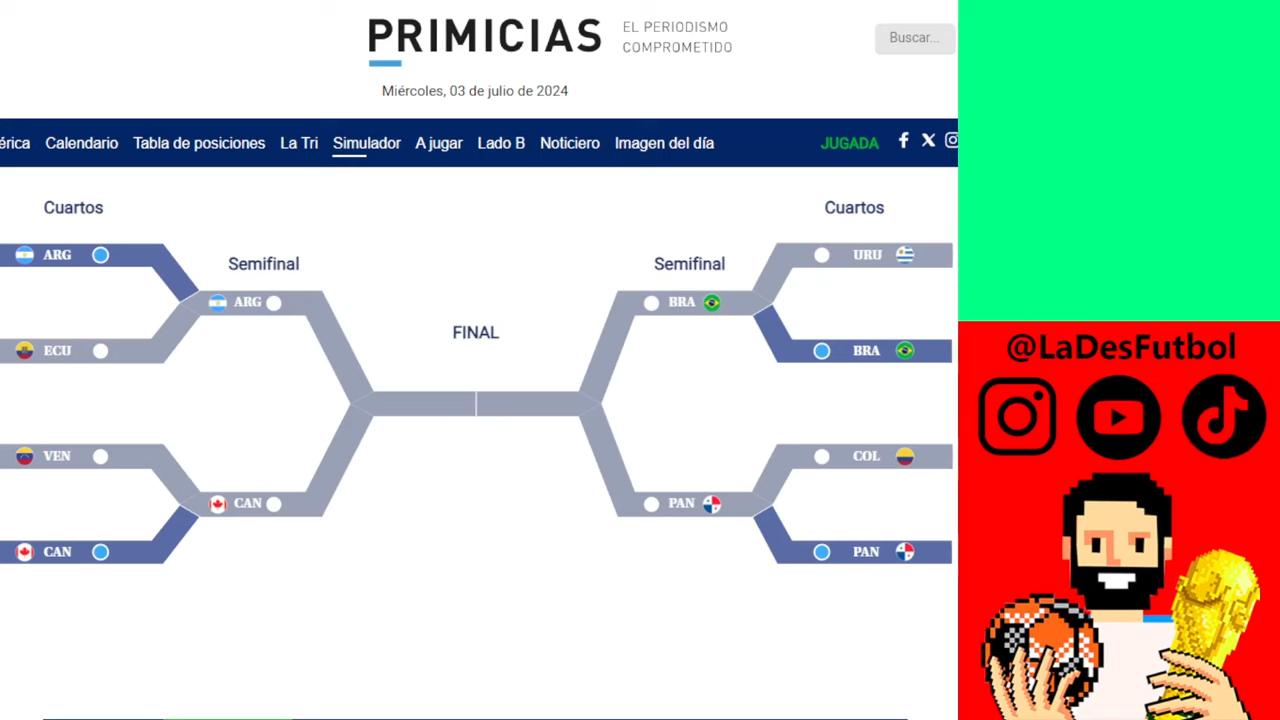 PRIMICIAS
EL PERIODISMO
COMPROMETIDO
Buscar...
Miércoles, 03 de julio de 2024
érica Calendario Tabla de posiciones La Tri Simulador A jugar Lado B Noticiero Imagen del día JUGADA
Cuartos
Cuartos
ARG
URU
Semifinal
Semifinal
ARG
BRA
FINAL
ECU
BRA
VEN
COL
CAN
PAN
CAN
PAN
@LaDesFutbol